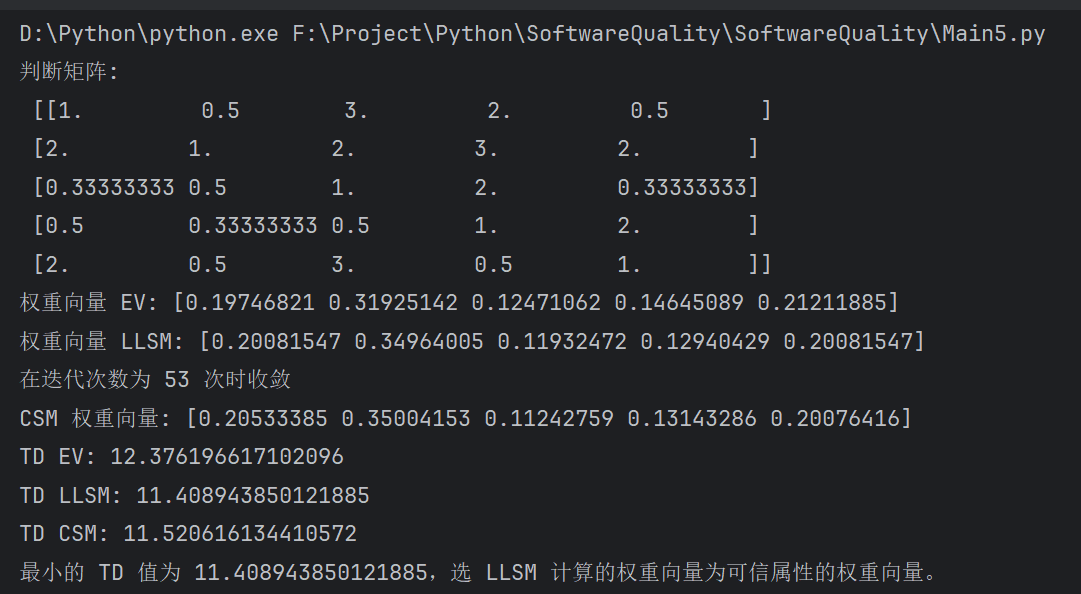 D:\Python\python.exe F:\Project\Python\SoftwareQuality\SoftwareQuality\Main5.py
判断矩阵:
[[1. 0.5 3. 2. 0.5 ]
[2. 1. 2. 3. 2. ]
[0.33333333 0.5 1. 2. 0.33333333]
[0.5 0.33333333 0.5 1. 2. ]
[2. 0.5 3. 0.5 1. ]]
权重向量 EV: [0.19746821 0.31925142 0.12471062 0.14645089 0.21211885]
权重向量 LLSM: [0.20081547 0.34964005 0.11932472 0.12940429 0.20081547]
在迭代次数为 53 次时收敛
CSM 权重向量: [0.20533385 0.35004153 0.11242759 0.13143286 0.20076416]
TD EV: 12.376196617102096
TD LLSM: 11.408943850121885
TD CSM: 11.520616134410572
最小的 TD 值为 11.408943850121885，选 LLSM 计算的权重向量为可信属性的权重向量。